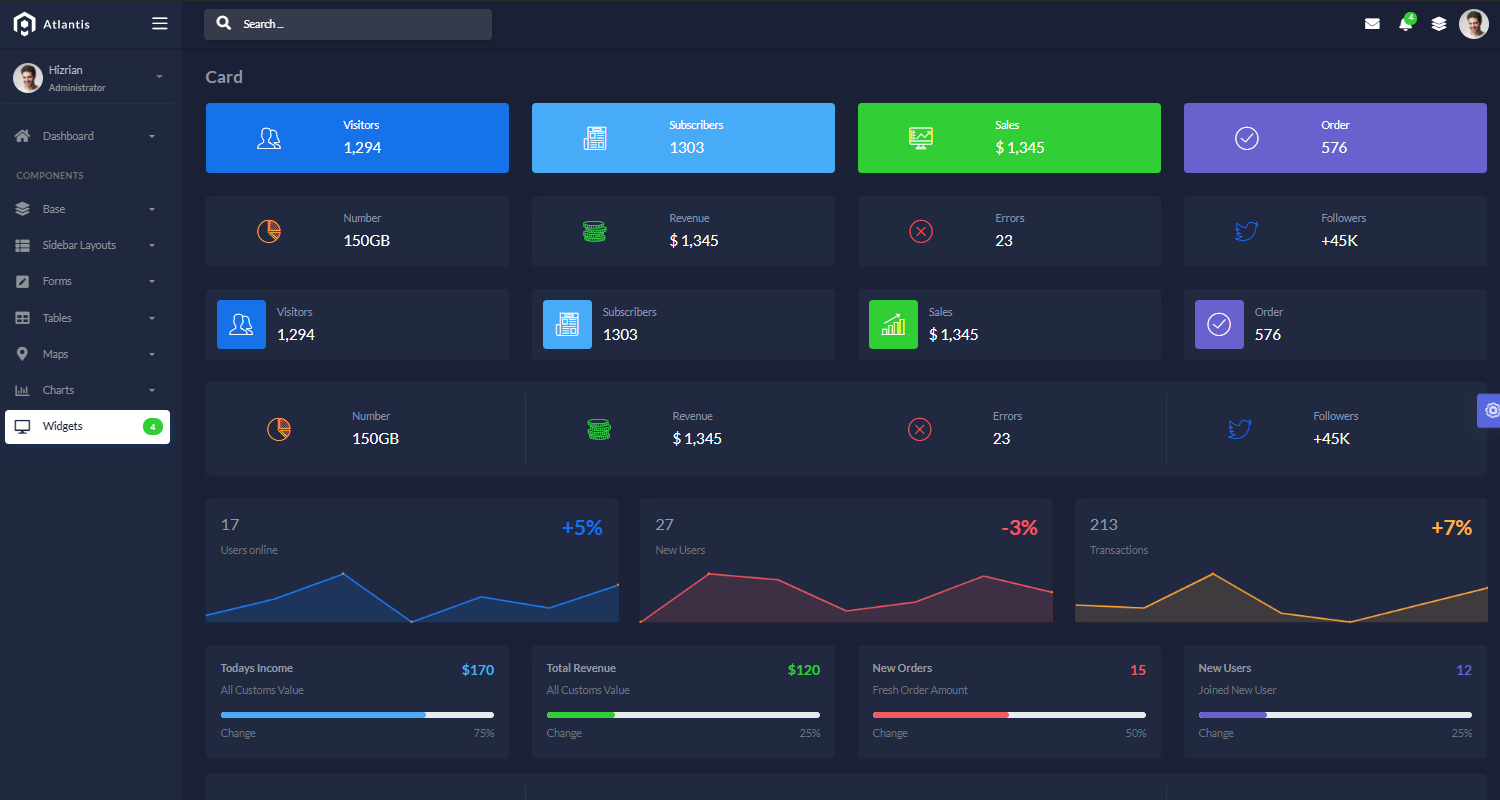 Atlantis
Search ...
4
Hizrian
Administrator
Dashboard
COMPONENTS
Base
Sidebar Layouts
Forms
Tables
Maps
Charts
Widgets 4
Card
Visitors
1,294
Subscribers
1303
Sales
$ 1,345
Order
576
Number
150GB
Revenue
$ 1,345
Errors
23
Followers
+45K
Visitors
1,294
Subscribers
1303
Sales
$ 1,345
Order
576
Number
150GB
Revenue
$ 1,345
Errors
23
Followers
+45K
17 +5%
Users online
27 -3%
New Users
213 +7%
Transactions
Todays Income $170
All Customs Value
Change 75%
Total Revenue $120
All Customs Value
Change 25%
New Orders 15
Fresh Order Amount
Change 50%
New Users 12
Joined New User
Change 25%